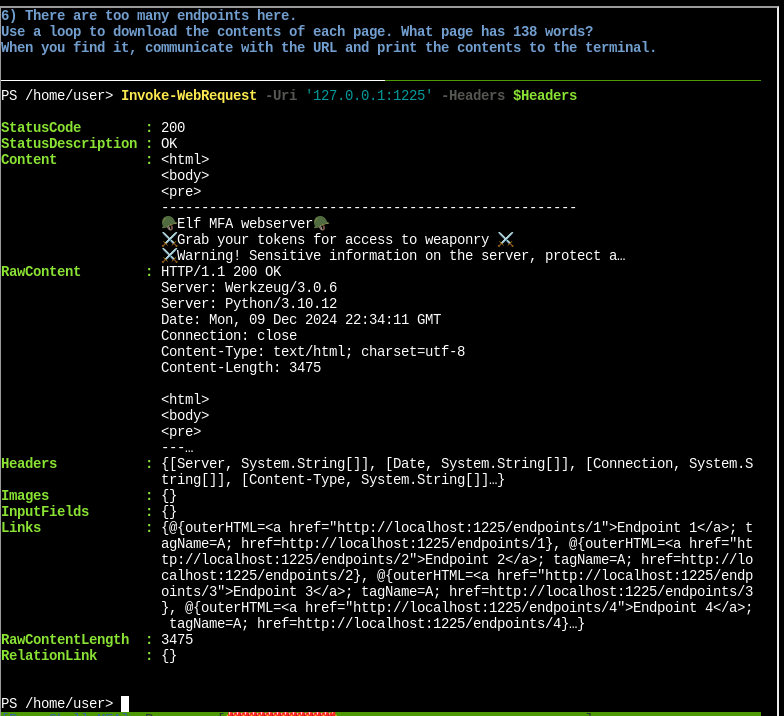 6) There are too many endpoints here.
Use a loop to download the contents of each page. What page has 138 words?
When you find it, communicate with the URL and print the contents to the terminal.
PS /home/user> Invoke-WebRequest -Uri '127.0.0.1:1225' -Headers $Headers
StatusCode        : 200
StatusDescription : OK
Content           : <html>
                    <body>
                    <pre>
                    ----------------------------------------------------
                    🪖Elf MFA webserver🪖
                    ⚔️Grab your tokens for access to weaponry ⚔️
                    ⚔️Warning! Sensitive information on the server, protect a…
RawContent        : HTTP/1.1 200 OK
                    Server: Werkzeug/3.0.6
                    Server: Python/3.10.12
                    Date: Mon, 09 Dec 2024 22:34:11 GMT
                    Connection: close
                    Content-Type: text/html; charset=utf-8
                    Content-Length: 3475
                    <html>
                    <body>
                    <pre>
                    ---…
Headers           : {[Server, System.String[]], [Date, System.String[]], [Connection, System.S
                    tring[]], [Content-Type, System.String[]]…}
Images            : {}
InputFields       : {}
Links             : {@{outerHTML=<a href="http://localhost:1225/endpoints/1">Endpoint 1</a>; t
                    agName=A; href=http://localhost:1225/endpoints/1}, @{outerHTML=<a href="ht
                    tp://localhost:1225/endpoints/2">Endpoint 2</a>; tagName=A; href=http://lo
                    calhost:1225/endpoints/2}, @{outerHTML=<a href="http://localhost:1225/endp
                    oints/3">Endpoint 3</a>; tagName=A; href=http://localhost:1225/endpoints/3
                    }, @{outerHTML=<a href="http://localhost:1225/endpoints/4">Endpoint 4</a>;
                     tagName=A; href=http://localhost:1225/endpoints/4}…}
RawContentLength  : 3475
RelationLink      : {}
PS /home/user>